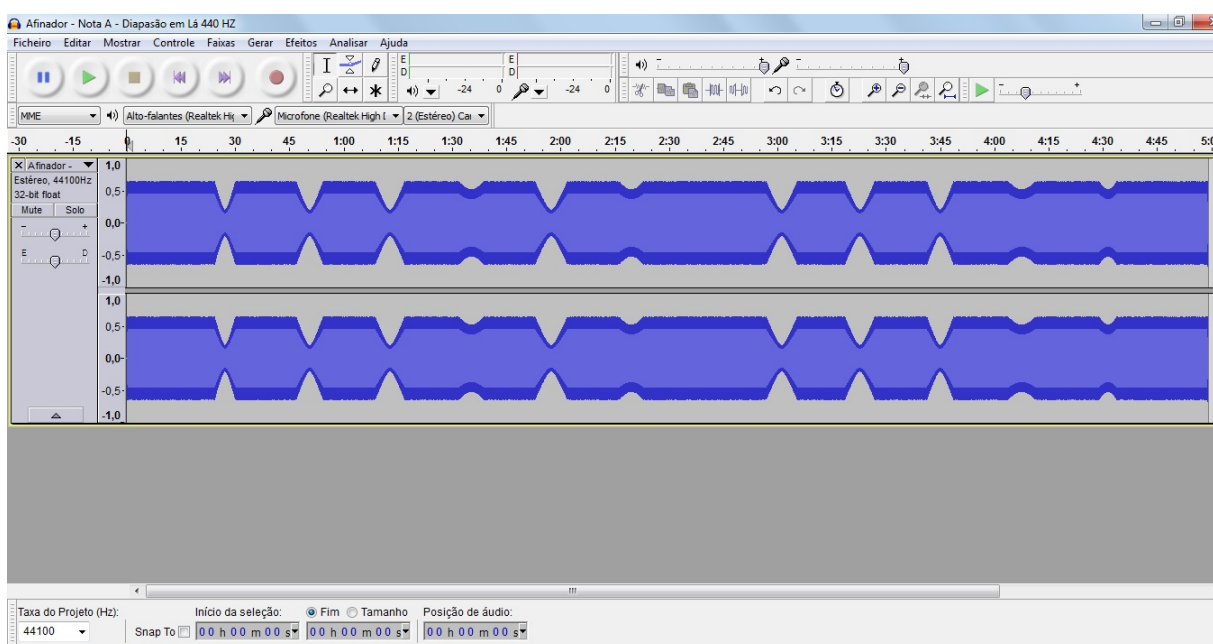 Afinador - Nota A - Diapasão em Lá 440 HZ
Ficheiro Editar Mostrar Controle Faixas Gerar Efeitos Analisar Ajuda
E D -24 0
E D -24 0
MME Alto-falantes (Realtek Hi Microfone (Realtek High I 2 (Estéreo) Ca
-30 -15 0 15 30 45 1:00 1:15 1:30 1:45 2:00 2:15 2:30 2:45 3:00 3:15 3:30 3:45 4:00 4:15 4:30 4:45 5:0
X Afinador -
Estéreo, 44100Hz
32-bit float
Mute Solo
- +
E D
1,0
0,5
0,0
-0,5
-1,0
1,0
0,5
0,0
-0,5
-1,0
Taxa do Projeto (Hz): Início da seleção: Fim Tamanho Posição de áudio:
44100 Snap To 00 h 00 m 00 s 00 h 00 m 00 s 00 h 00 m 00 s